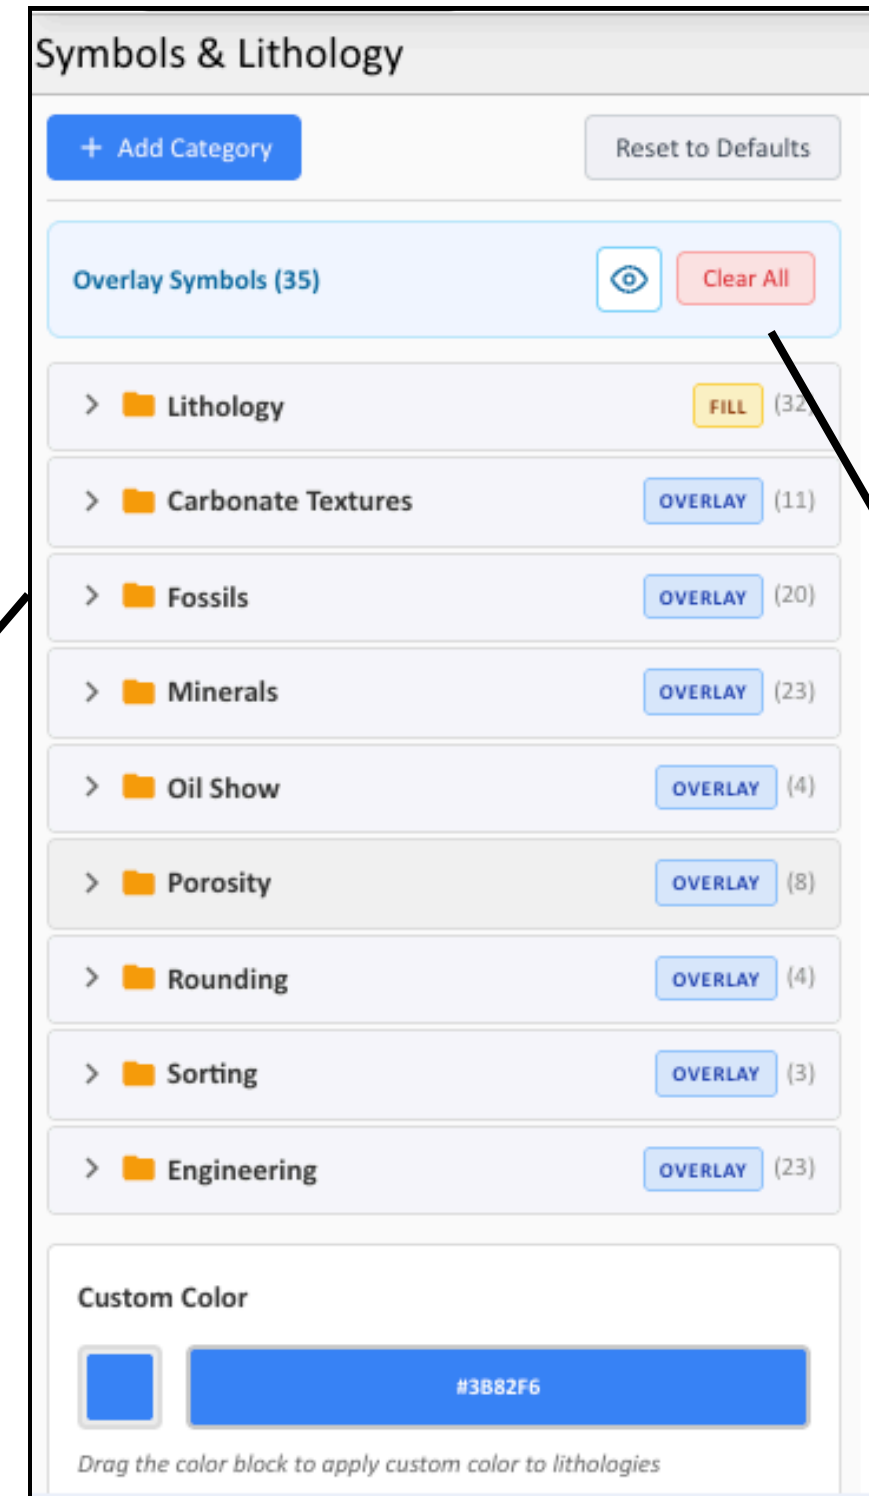 Symbols & Lithology
+ Add Category
Reset to Defaults
Overlay Symbols (35)
Clear All
Lithology FILL (32)
Carbonate Textures OVERLAY (11)
Fossils OVERLAY (20)
Minerals OVERLAY (23)
Oil Show OVERLAY (4)
Porosity OVERLAY (8)
Rounding OVERLAY (4)
Sorting OVERLAY (3)
Engineering OVERLAY (23)
Custom Color
#3B82F6
Drag the color block to apply custom color to lithologies